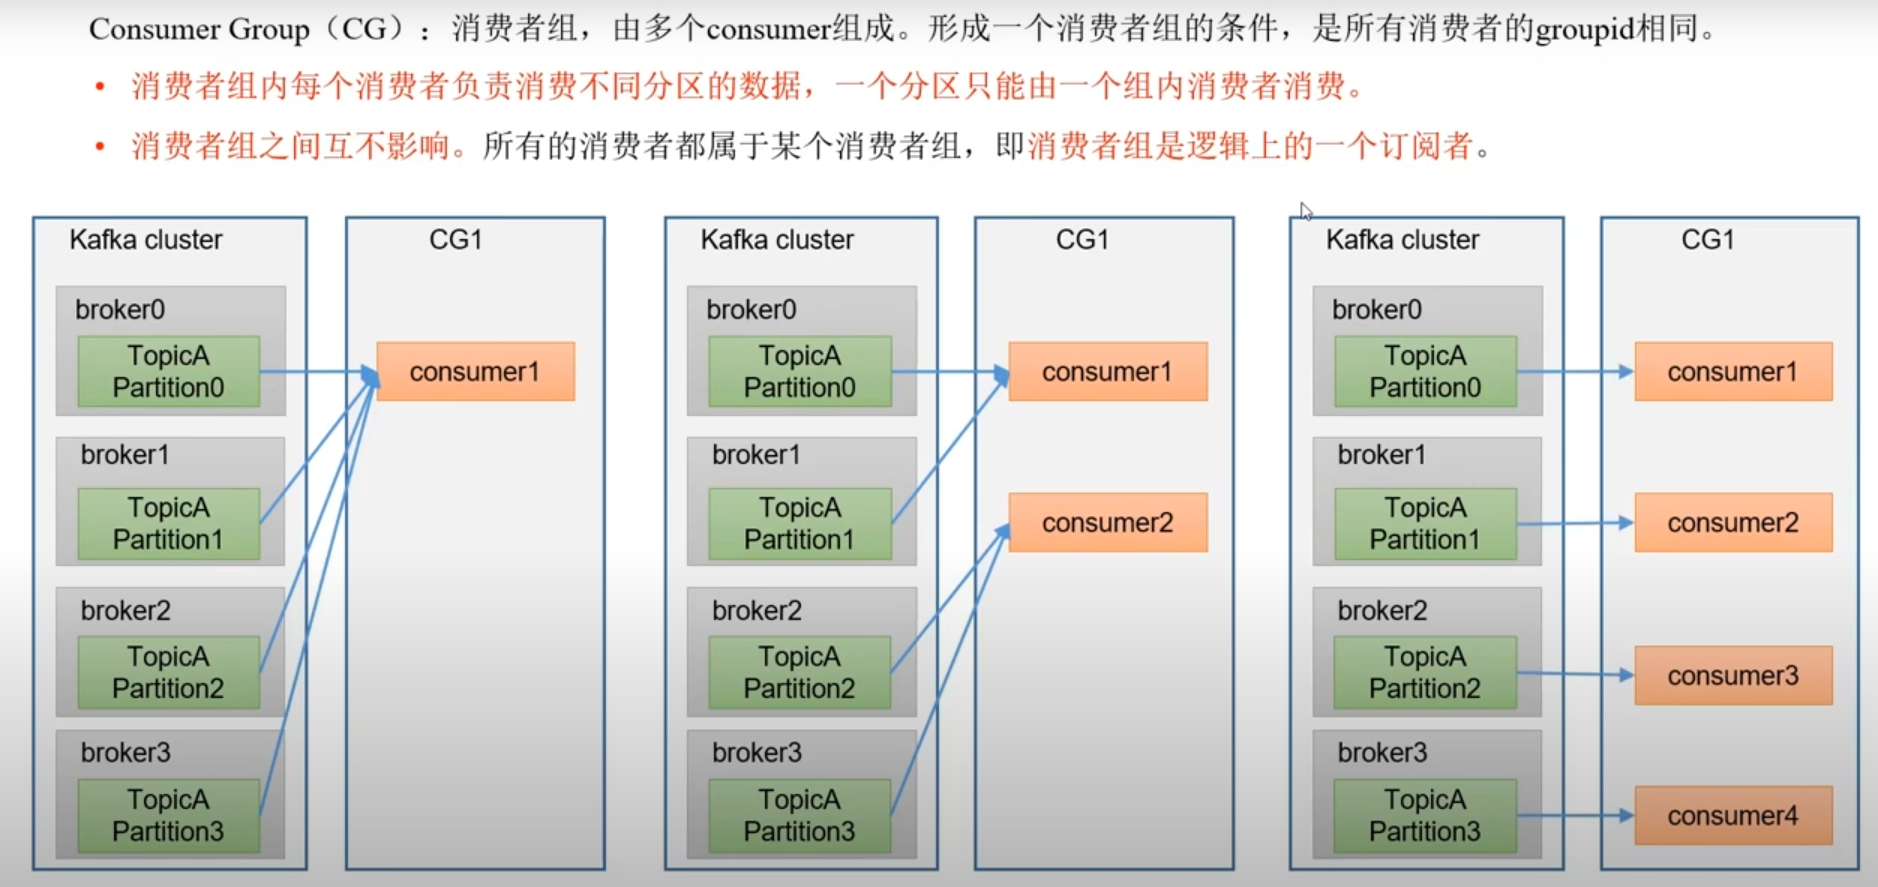 Consumer Group（CG）：消费者组，由多个consumer组成。形成一个消费者组的条件，是所有消费者的groupid相同。
• 消费者组内每个消费者负责消费不同分区的数据，一个分区只能由一个组内消费者消费。
• 消费者组之间互不影响。所有的消费者都属于某个消费者组，即消费者组是逻辑上的一个订阅者。
Kafka cluster
broker0
TopicA
Partition0
broker1
TopicA
Partition1
broker2
TopicA
Partition2
broker3
TopicA
Partition3
CG1
consumer1
Kafka cluster
broker0
TopicA
Partition0
broker1
TopicA
Partition1
broker2
TopicA
Partition2
broker3
TopicA
Partition3
CG1
consumer1
consumer2
Kafka cluster
broker0
TopicA
Partition0
broker1
TopicA
Partition1
broker2
TopicA
Partition2
broker3
TopicA
Partition3
CG1
consumer1
consumer2
consumer3
consumer4